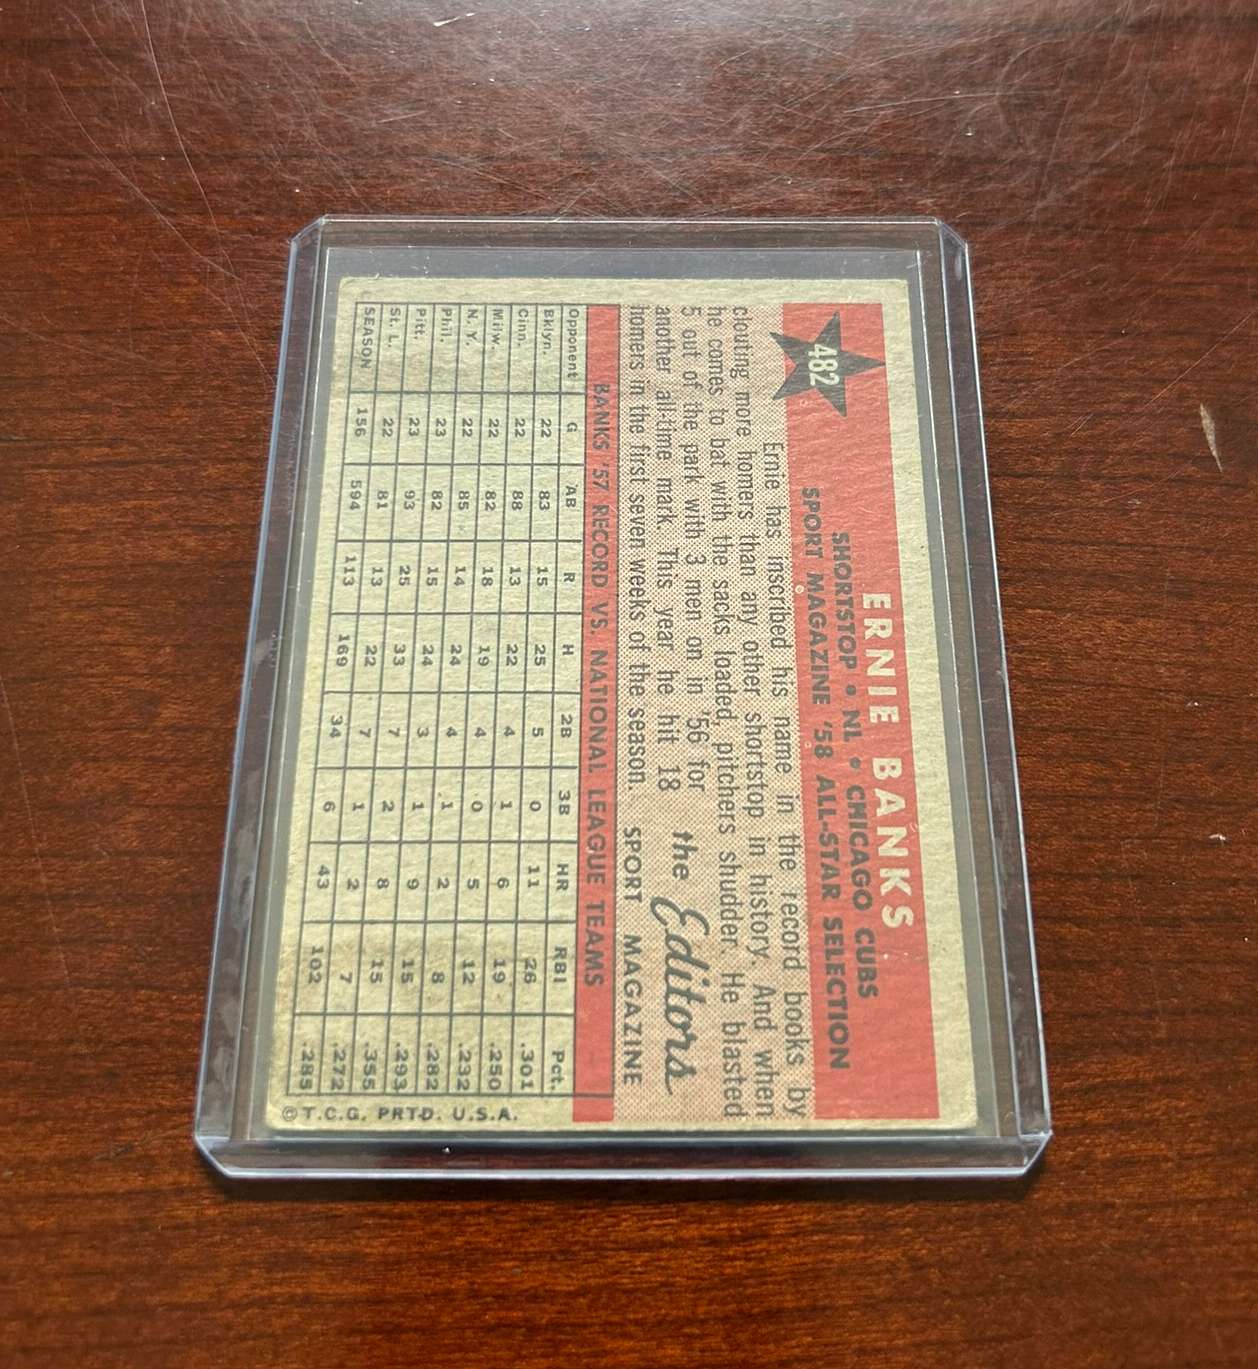 482
ERNIE BANKS
SHORTSTOP • NL • CHICAGO CUBS
SPORT MAGAZINE '58 ALL-STAR SELECTION
Ernie has inscribed his name in the record books by
clouting more homers than any other shortstop in history. And when
he comes to bat with the sacks loaded, pitchers shudder. He blasted
5 out of the park with 3 men on in '56 for
another all-time mark. This year he hit 18
homers in the first seven weeks of the season.
the Editors
SPORT MAGAZINE
BANKS' '57 RECORD VS. NATIONAL LEAGUE TEAMS
Opponent G AB R H 2B 3B HR RBI Pct.
Bklyn. 22 83 15 25 5 0 11 26 .301
Cinn. 22 88 13 22 4 1 6 19 .250
Milw. 22 82 18 19 4 0 5 12 .232
N. Y. 22 85 14 24 4 1 2 8 .282
Phil. 23 82 15 24 3 1 9 15 .293
Pitt. 23 93 25 33 7 2 8 15 .355
St. L. 22 81 13 22 7 1 2 7 .272
SEASON 156 594 113 169 34 6 43 102 .285
© T.C.G. PRTD. U.S.A.